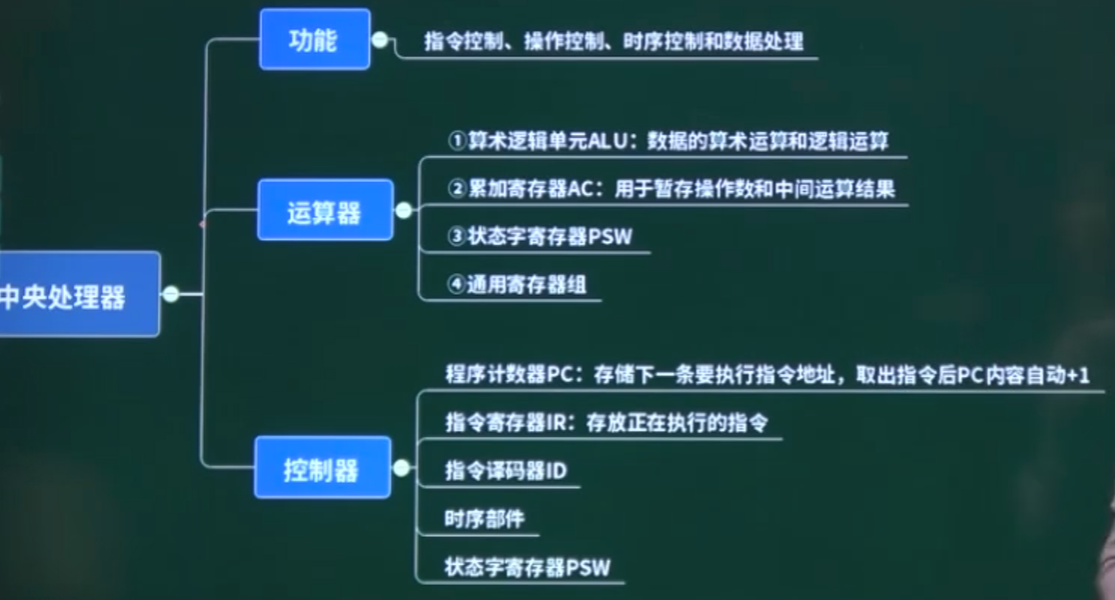 功能
指令控制、操作控制、时序控制和数据处理
①算术逻辑单元ALU：数据的算术运算和逻辑运算
②累加寄存器AC：用于暂存操作数和中间运算结果
运算器
③状态字寄存器PSW
④通用寄存器组
中央处理器
程序计数器PC：存储下一条要执行指令地址，取出指令后PC内容自动+1
指令寄存器IR：存放正在执行的指令
控制器
指令译码器ID
时序部件
状态字寄存器PSW